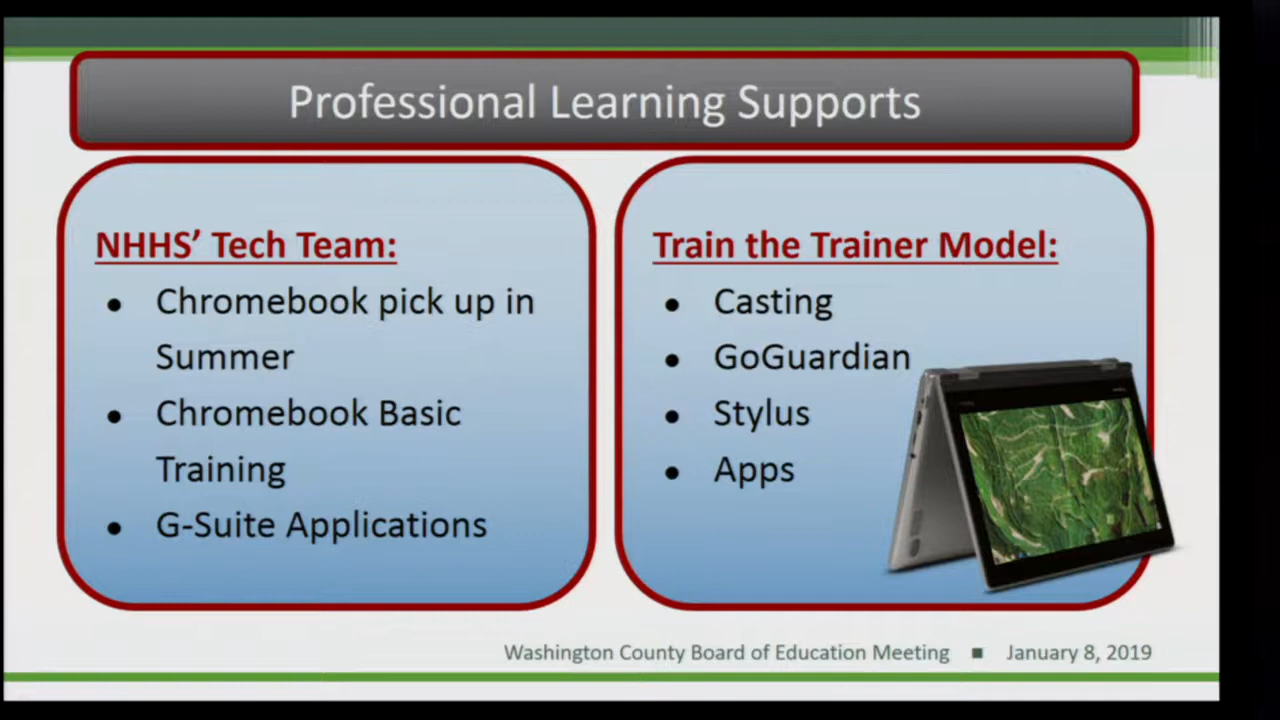 Professional Learning Supports
NHHS' Tech Team:
● Chromebook pick up in
Summer
● Chromebook Basic
Training
● G-Suite Applications
Train the Trainer Model:
● Casting
● GoGuardian
● Stylus
● Apps
Washington County Board of Education Meeting ■ January 8, 2019